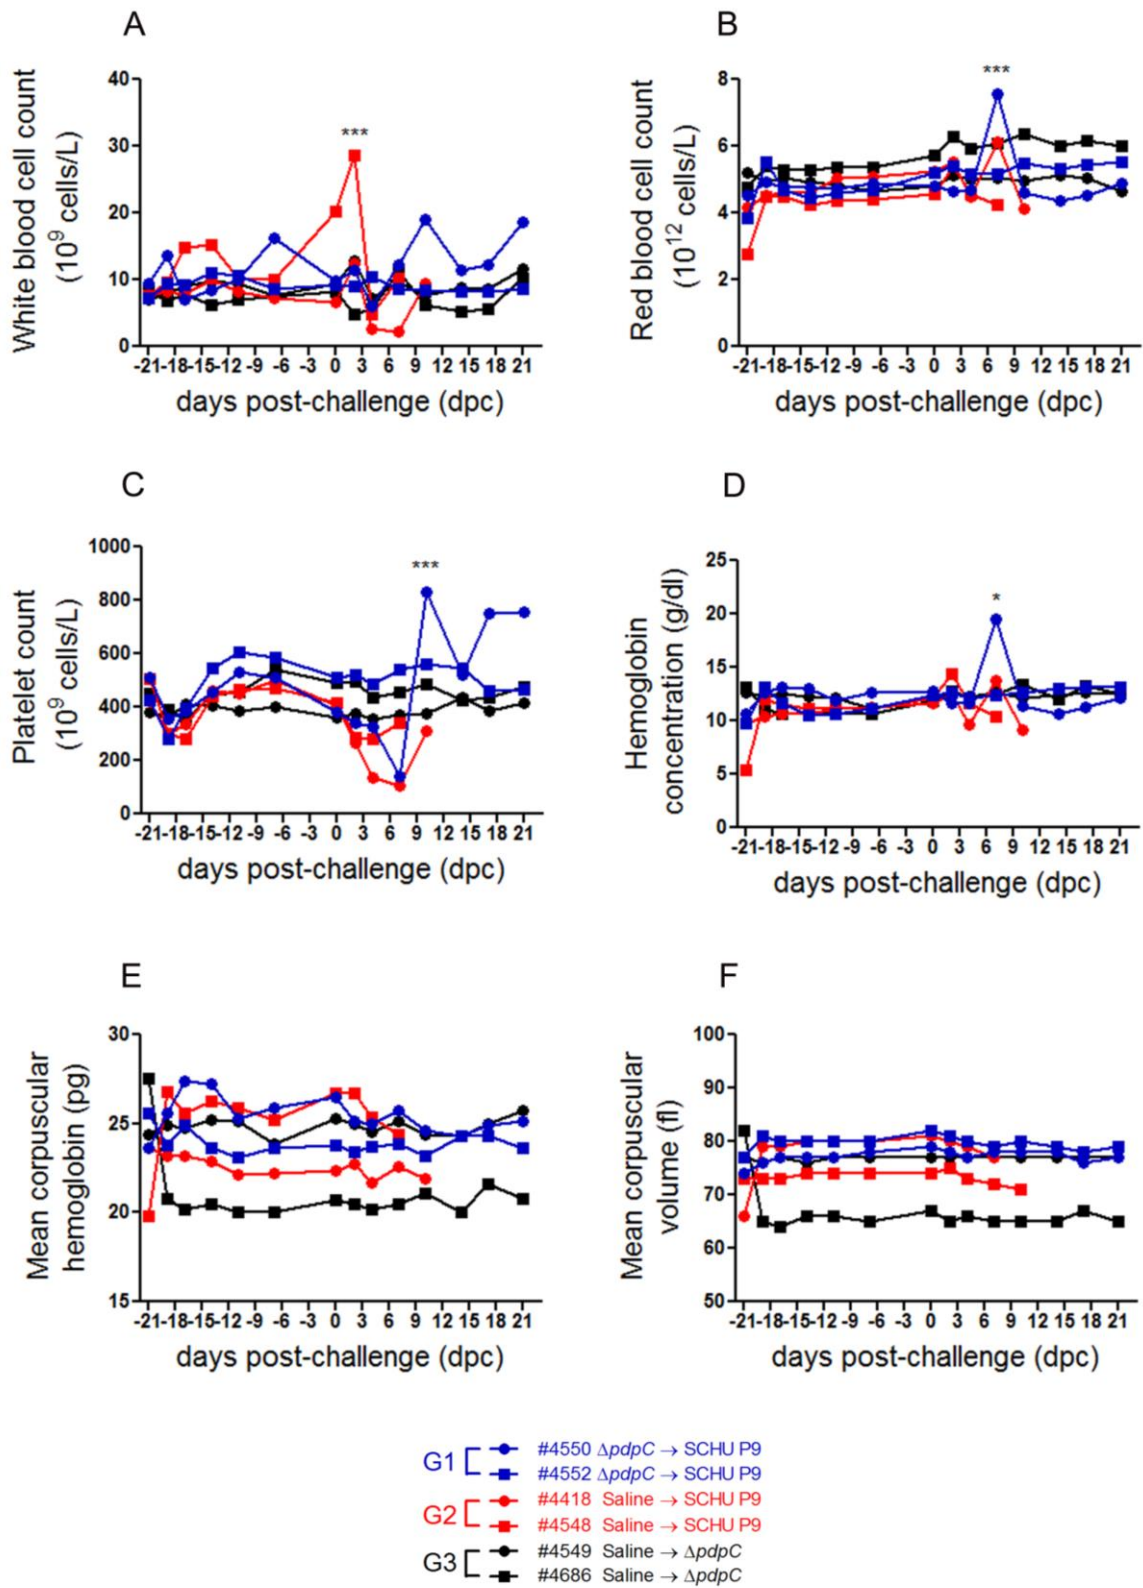 A
White blood cell count
(10⁹ cells/L)
40
30
20
10
0
***
-21-18-15-12 -9 -6 -3 0 3 6 9 12 15 18 21
days post-challenge (dpc)
B
Red blood cell count
(10¹² cells/L)
8
6
4
2
0
***
-21-18-15-12 -9 -6 -3 0 3 6 9 12 15 18 21
days post-challenge (dpc)
C
Platelet count
(10⁹ cells/L)
1000
800
600
400
200
0
***
-21-18-15-12 -9 -6 -3 0 3 6 9 12 15 18 21
days post-challenge (dpc)
D
Hemoglobin
concentration (g/dl)
25
20
15
10
5
0
*
-21-18-15-12 -9 -6 -3 0 3 6 9 12 15 18 21
days post-challenge (dpc)
E
Mean corpuscular
hemoglobin (pg)
30
25
20
15
-21-18-15-12 -9 -6 -3 0 3 6 9 12 15 18 21
days post-challenge (dpc)
F
Mean corpuscular
volume (fl)
100
90
80
70
60
50
-21-18-15-12 -9 -6 -3 0 3 6 9 12 15 18 21
days post-challenge (dpc)
G1
#4550 ΔpdpC → SCHU P9
#4552 ΔpdpC → SCHU P9
G2
#4418 Saline → SCHU P9
#4548 Saline → SCHU P9
G3
#4549 Saline → ΔpdpC
#4686 Saline → ΔpdpC